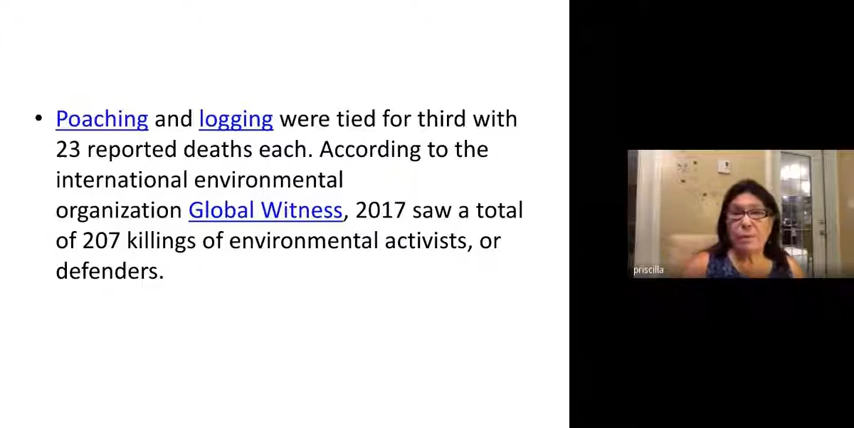 • Poaching and logging were tied for third with
23 reported deaths each. According to the
international environmental
organization Global Witness, 2017 saw a total
of 207 killings of environmental activists, or
defenders.
priscilla